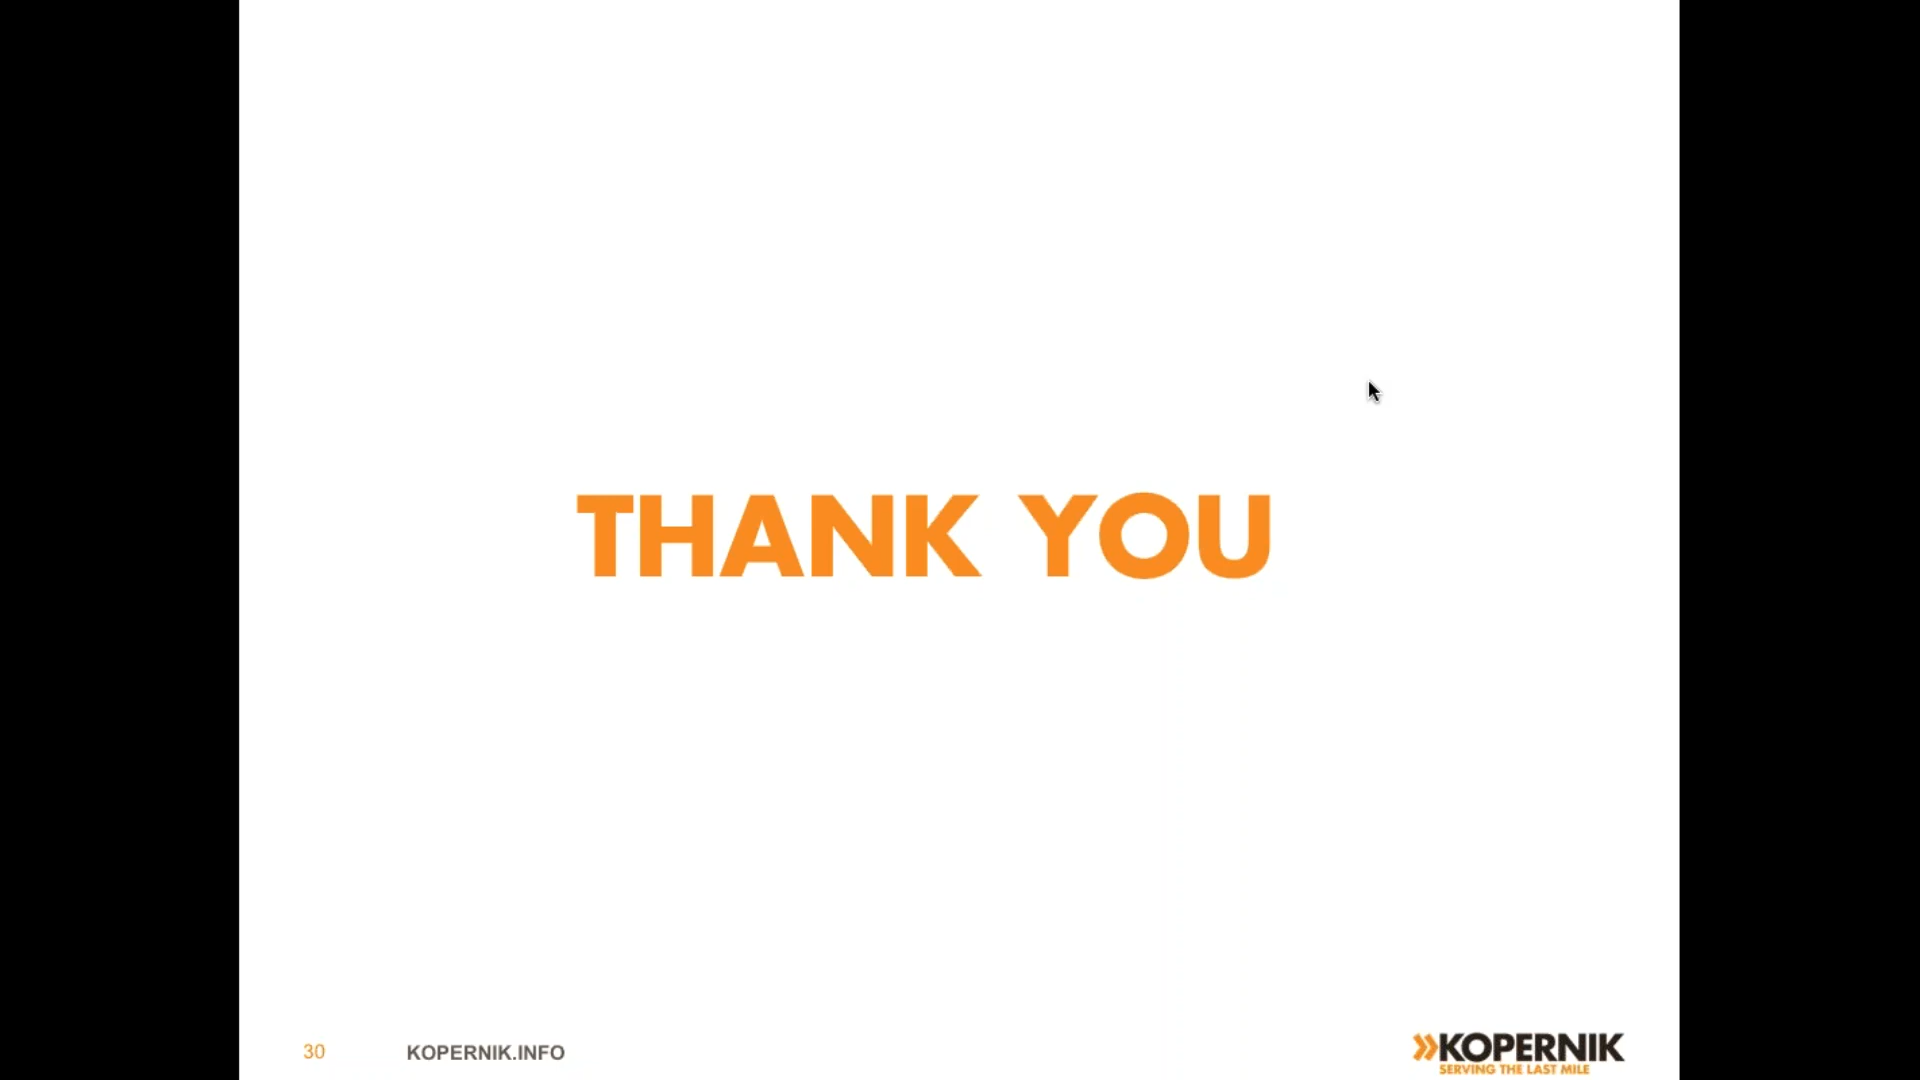 THANK YOU
30
KOPERNIK.INFO
KOPERNIK
SERVING THE LAST MILE